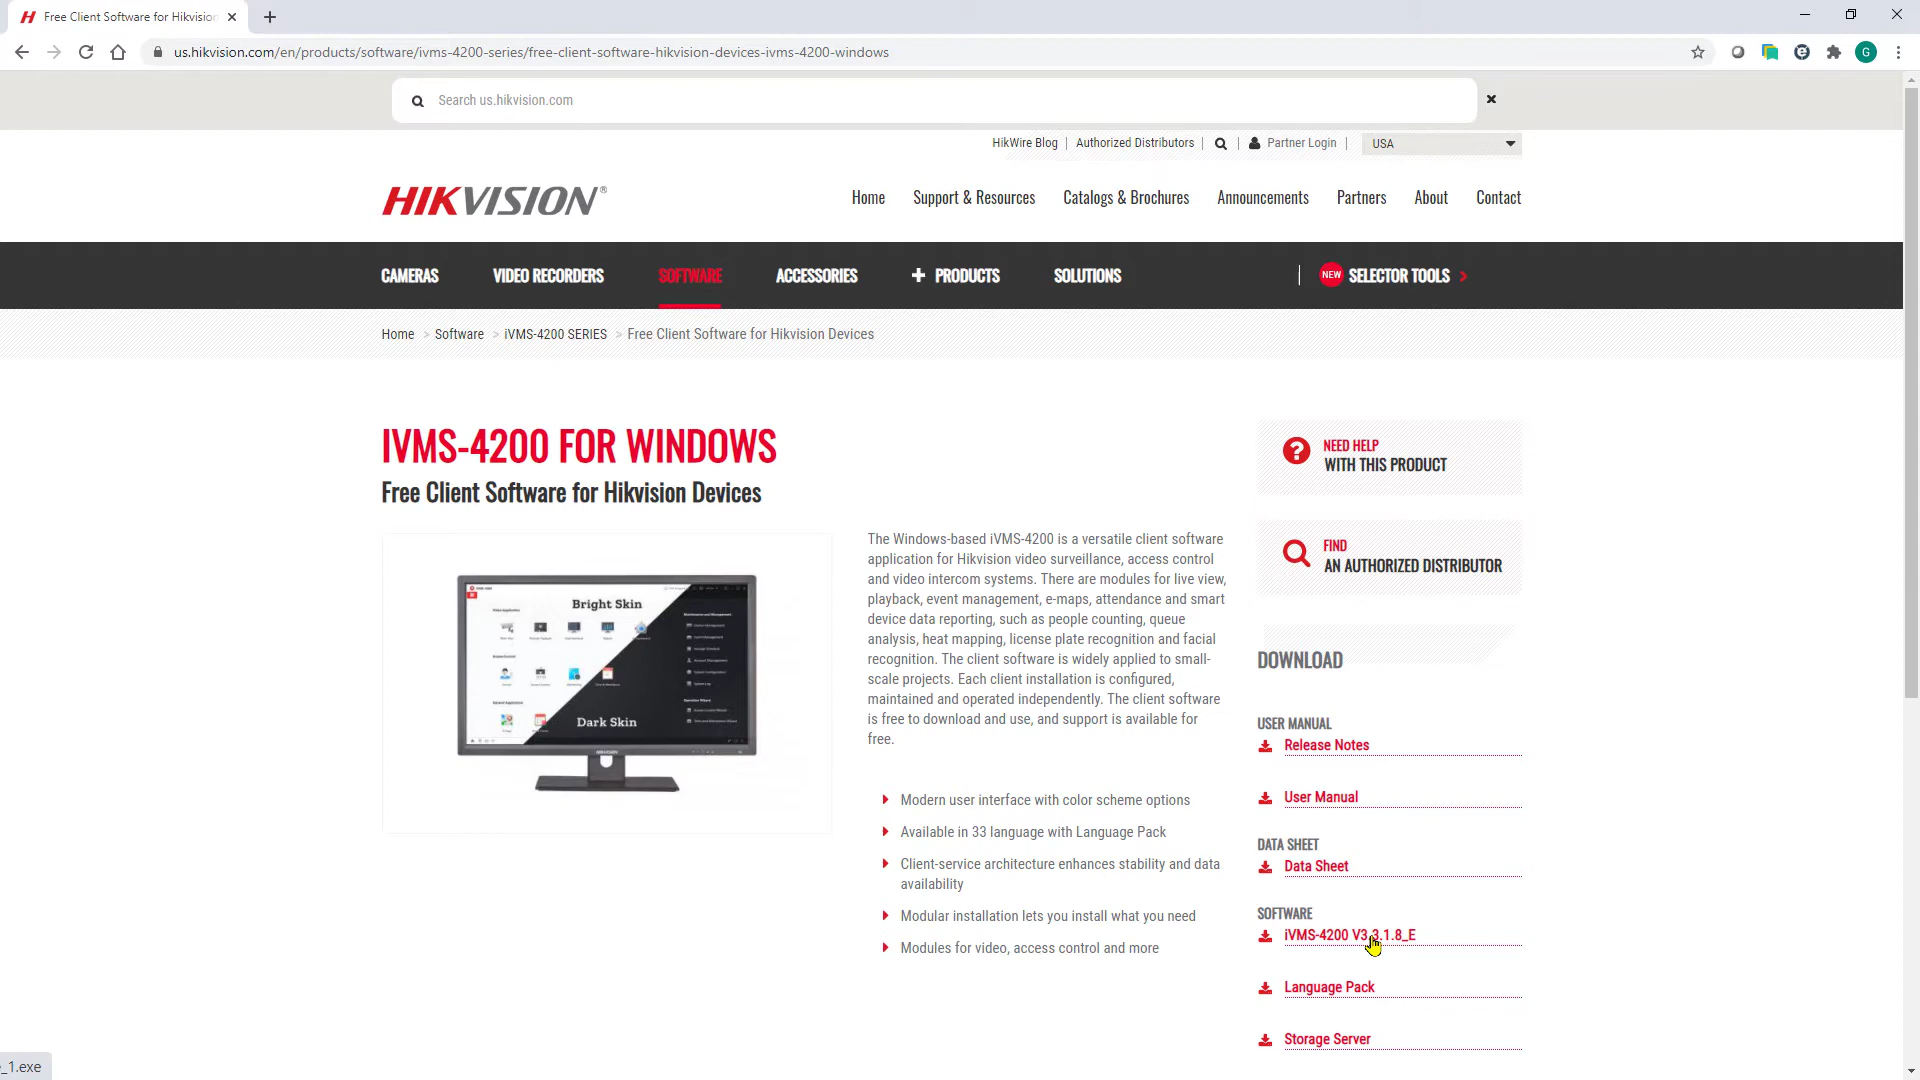 Free Client Software for Hikvision
us.hikvision.com/en/products/software/ivms-4200-series/free-client-software-hikvision-devices-ivms-4200-windows
G
Search us.hikvision.com
HikWire Blog | Authorized Distributors | | Partner Login | USA
HIKVISION®
Home Support & Resources Catalogs & Brochures Announcements Partners About Contact
CAMERAS VIDEO RECORDERS SOFTWARE ACCESSORIES + PRODUCTS SOLUTIONS | NEW SELECTOR TOOLS >
Home > Software > iVMS-4200 SERIES > Free Client Software for Hikvision Devices
IVMS-4200 FOR WINDOWS
Free Client Software for Hikvision Devices
Bright Skin
Dark Skin
HIKVISION
The Windows-based iVMS-4200 is a versatile client software
application for Hikvision video surveillance, access control
and video intercom systems. There are modules for live view,
playback, event management, e-maps, attendance and smart
device data reporting, such as people counting, queue
analysis, heat mapping, license plate recognition and facial
recognition. The client software is widely applied to small-
scale projects. Each client installation is configured,
maintained and operated independently. The client software
is free to download and use, and support is available for
free.
Modern user interface with color scheme options
Available in 33 language with Language Pack
Client-service architecture enhances stability and data
availability
Modular installation lets you install what you need
Modules for video, access control and more
NEED HELP
WITH THIS PRODUCT
FIND
AN AUTHORIZED DISTRIBUTOR
DOWNLOAD
USER MANUAL
Release Notes
User Manual
DATA SHEET
Data Sheet
SOFTWARE
iVMS-4200 V3.3.1.8_E
Language Pack
Storage Server
_1.exe